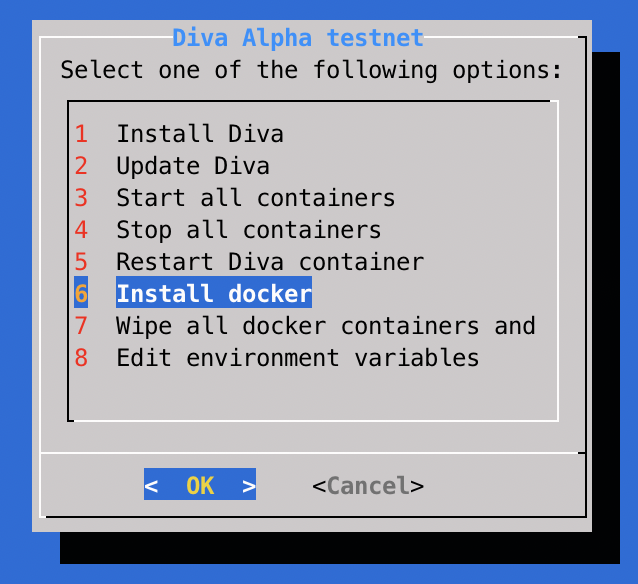 Diva Alpha testnet
Select one of the following options:
1 Install Diva
2 Update Diva
3 Start all containers
4 Stop all containers
5 Restart Diva container
6 Install docker
7 Wipe all docker containers and
8 Edit environment variables
< OK > <Cancel>